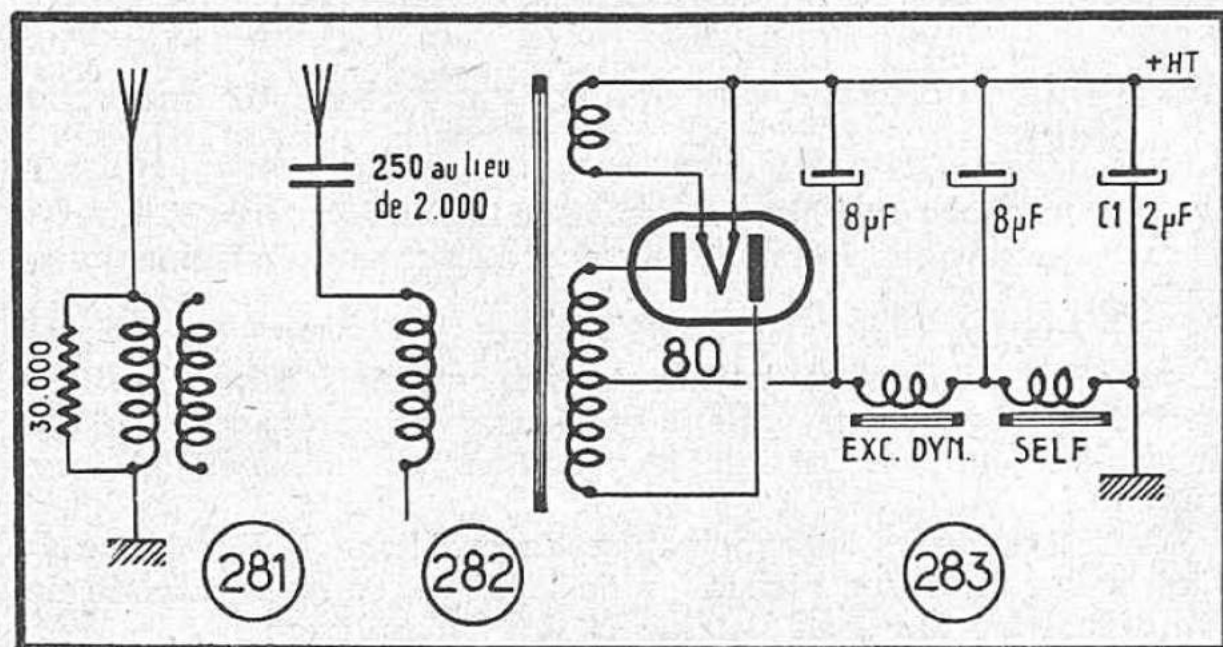 +HT
250 au lieu
de 2.000
8µF
8µF
C1 2µF
30.000
80
EXC. DYN.
SELF
281
282
283